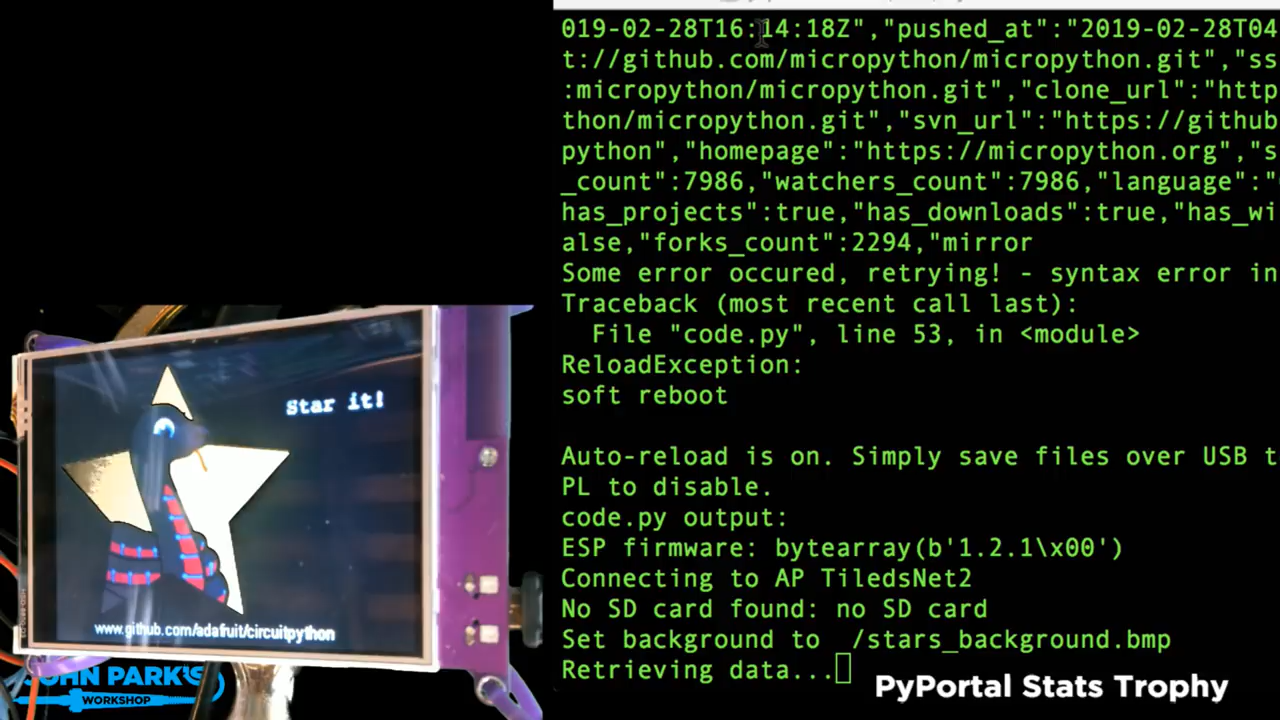 019-02-28T16:14:18Z","pushed_at":"2019-02-28T04
t://github.com/micropython/micropython.git","ss
:micropython/micropython.git","clone_url":"http
thon/micropython.git","svn_url":"https://github
python","homepage":"https://micropython.org","s
_count":7986,"watchers_count":7986,"language":"
has_projects":true,"has_downloads":true,"has_wi
alse,"forks_count":2294,"mirror
Some error occured, retrying! - syntax error in
Traceback (most recent call last):
File "code.py", line 53, in <module>
ReloadException:
soft reboot
Auto-reload is on. Simply save files over USB t
PL to disable.
code.py output:
ESP firmware: bytearray(b'1.2.1\x00')
Connecting to AP TiledsNet2
No SD card found: no SD card
Set background to  /stars_background.bmp
Retrieving data...
Star it!
www.github.com/adafruit/circuitpython
JOHN PARK'S
WORKSHOP
PyPortal Stats Trophy